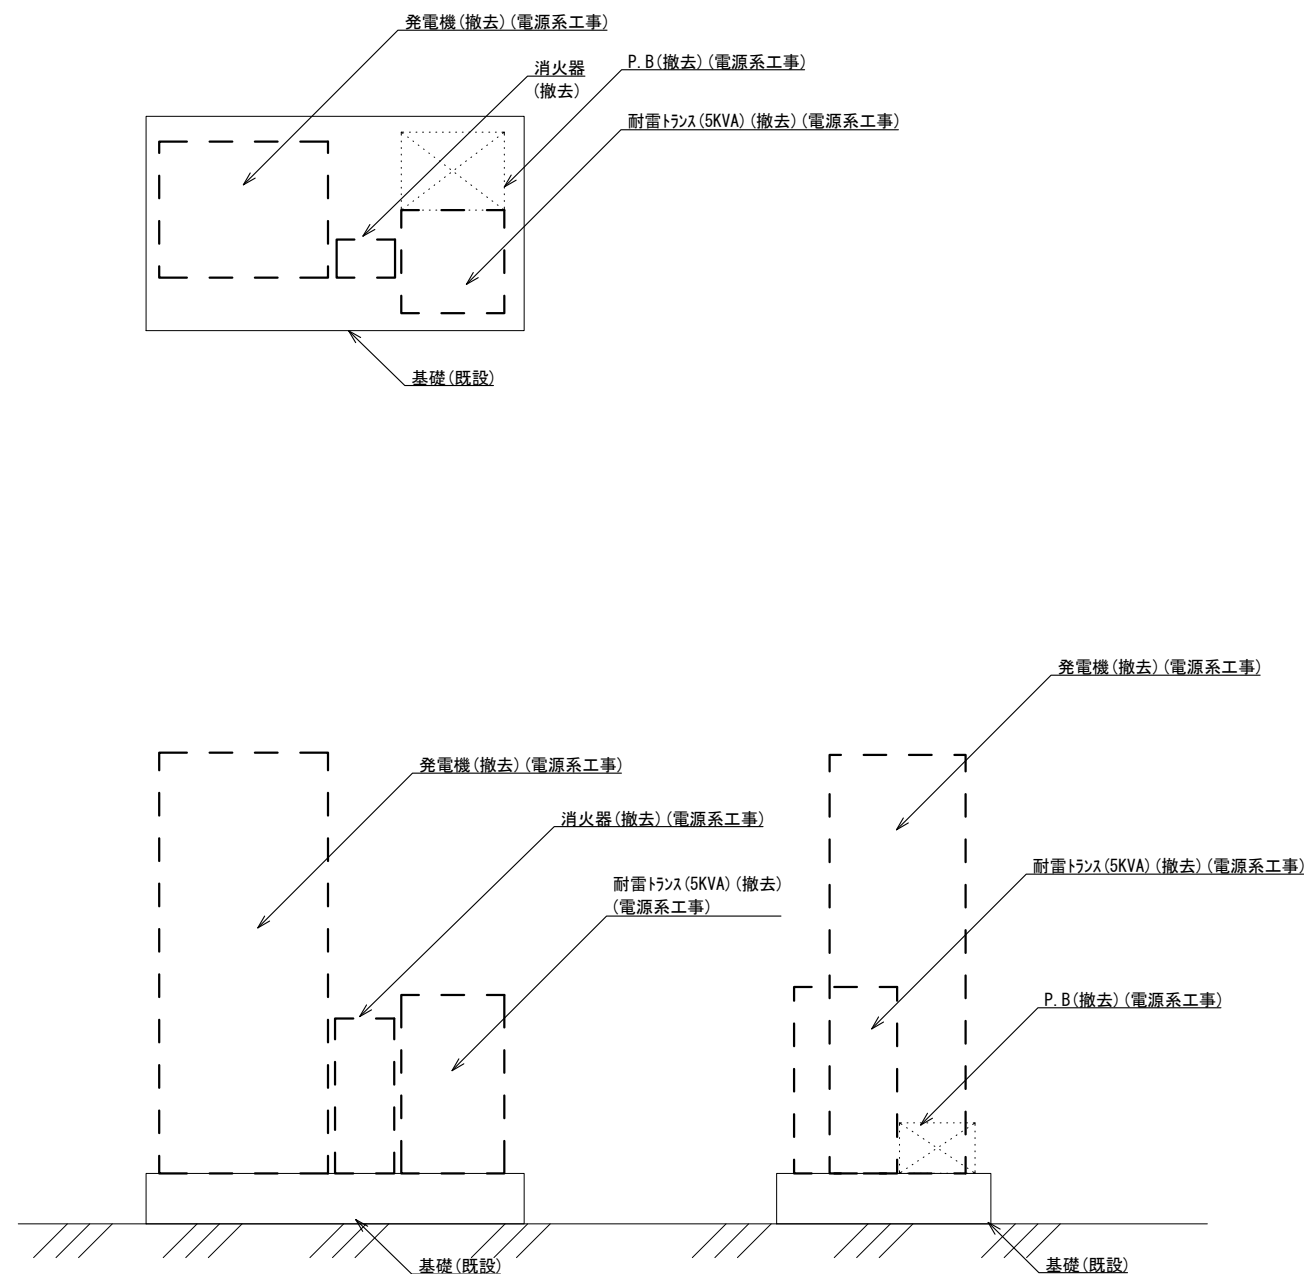 発電機(撤去)(電源系工事)
消火器
(撤去)
P.B(撤去)(電源系工事)
耐雷トランス(5KVA)(撤去)(電源系工事)
基礎(既設)
発電機(撤去)(電源系工事)
発電機(撤去)(電源系工事)
消火器(撤去)(電源系工事)
耐雷トランス(5KVA)(撤去)
(電源系工事)
耐雷トランス(5KVA)(撤去)(電源系工事)
P.B(撤去)(電源系工事)
基礎(既設)
基礎(既設)